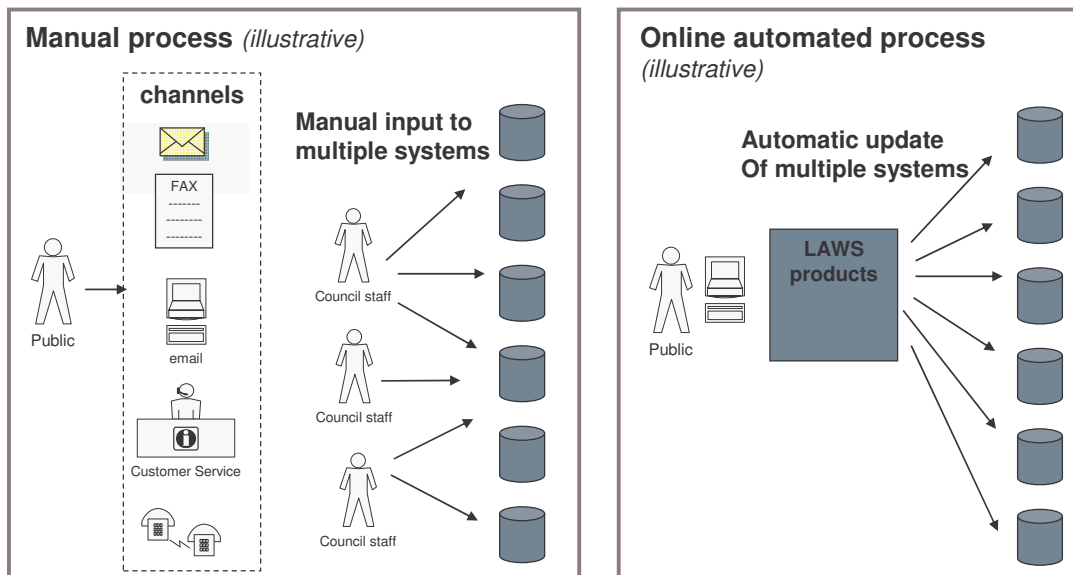 Manual process (illustrative)
channels
FAX
Public
email
Customer Service
Manual input to
multiple systems
Council staff
Council staff
Council staff
Online automated process
(illustrative)
Automatic update
Of multiple systems
LAWS
products
Public